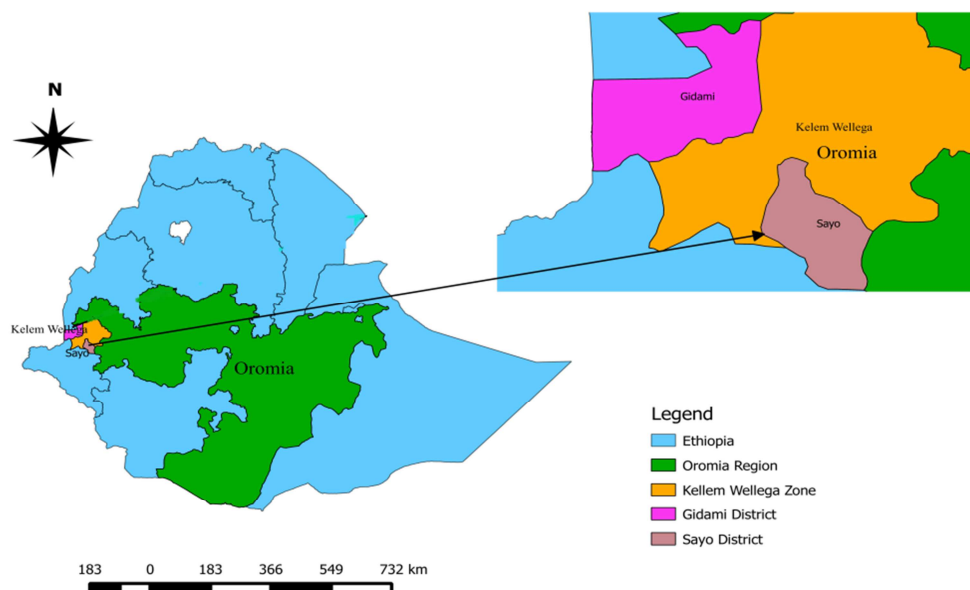 N
Gidami
Kelem Wellega
Oromia
Sayo
Kelem Wellega
Sayo
Oromia
Legend
Ethiopia
Oromia Region
Kellem Wellega Zone
Gidami District
Sayo District
183 0 183 366 549 732 km